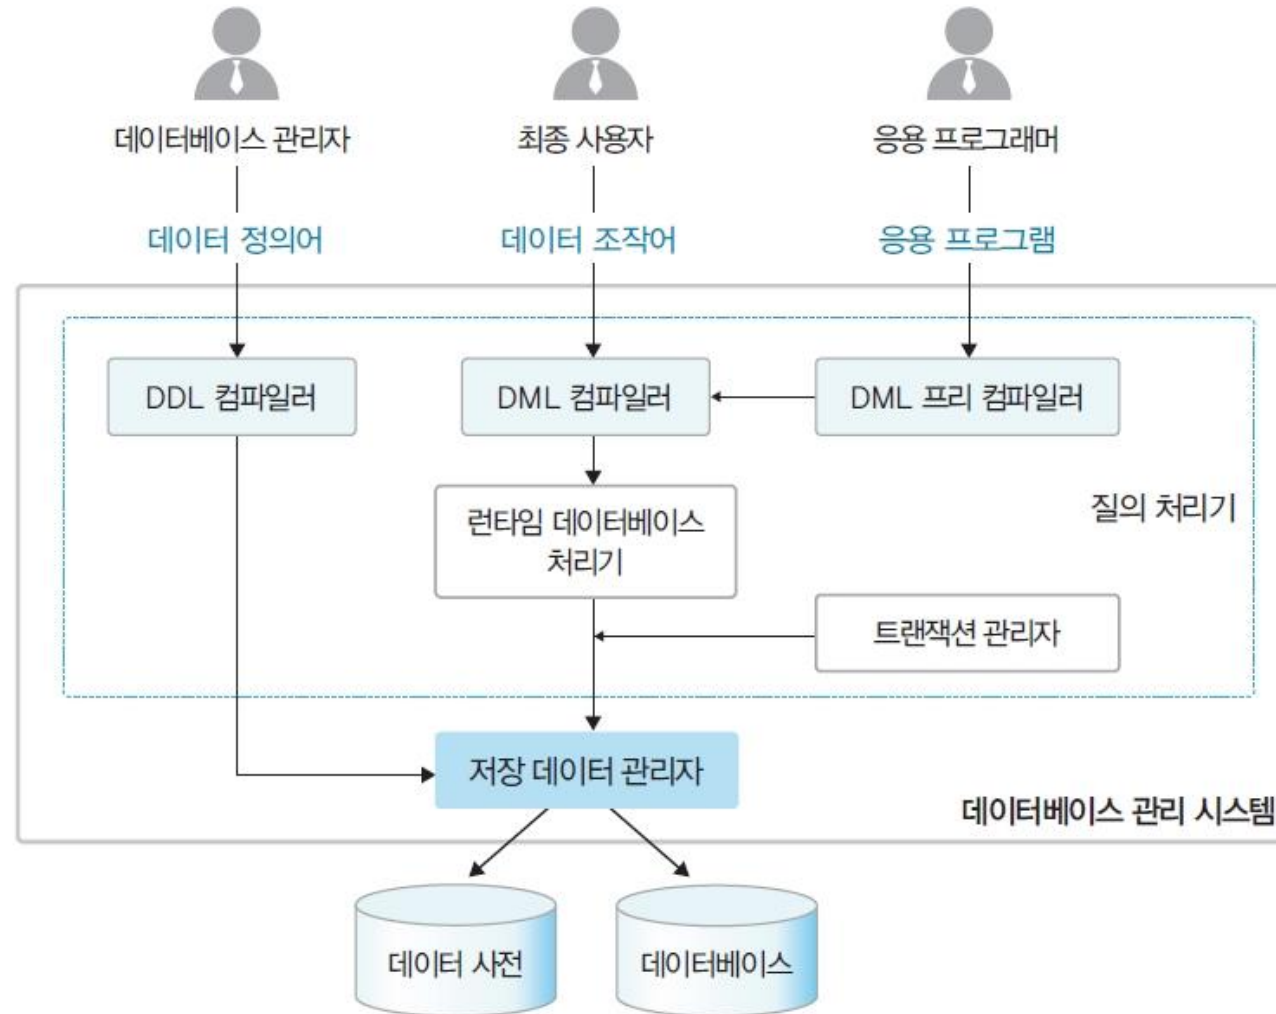 데이터베이스 관리자
최종 사용자
응용 프로그래머
데이터 정의어
데이터 조작어
응용 프로그램
DDL 컴파일러
DML 컴파일러
DML 프리 컴파일러
런타임 데이터베이스
처리기
질의 처리기
트랜잭션 관리자
저장 데이터 관리자
데이터베이스 관리 시스템
데이터 사전
데이터베이스